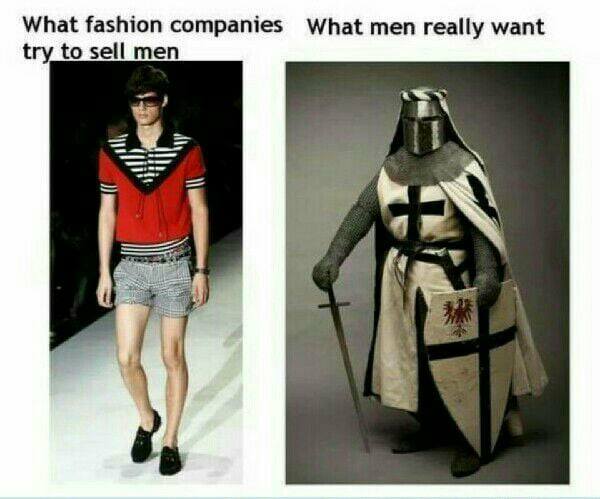 What fashion companies
try to sell men
What men really want